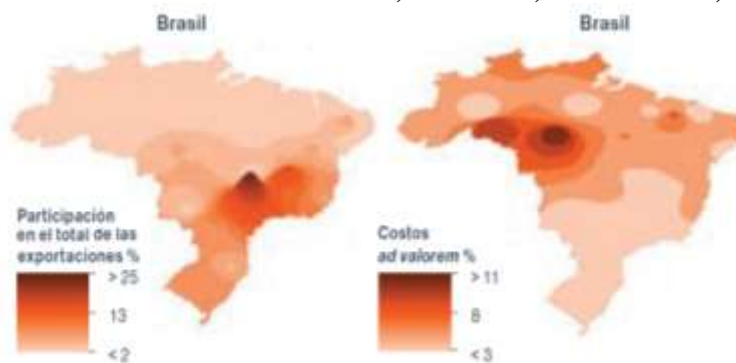 Brasil
Participación
en el total de las
exportaciones %
> 25
13
< 2
Brasil
Costos
ad valorem %
> 11
8
< 3